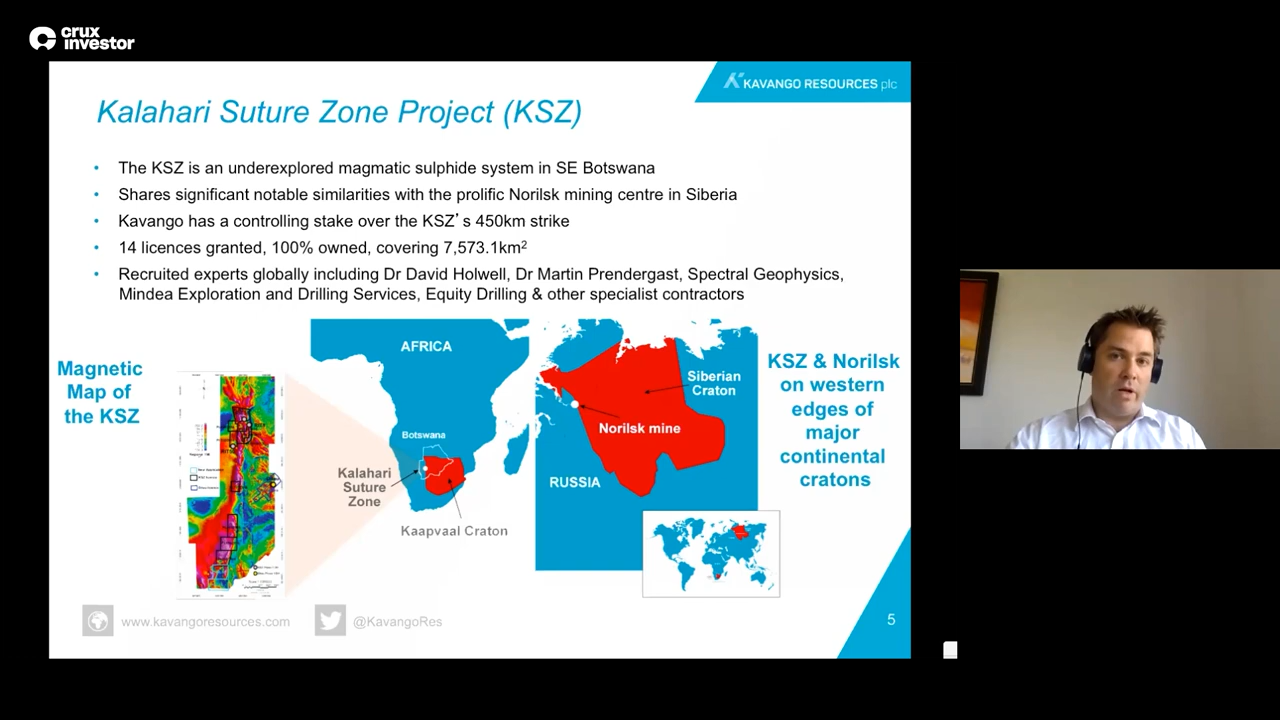 crux
investor
KAVANGO RESOURCES plc
Kalahari Suture Zone Project (KSZ)
• The KSZ is an underexplored magmatic sulphide system in SE Botswana
• Shares significant notable similarities with the prolific Norilsk mining centre in Siberia
• Kavango has a controlling stake over the KSZ’s 450km strike
• 14 licences granted, 100% owned, covering 7,573.1km²
• Recruited experts globally including Dr David Holwell, Dr Martin Prendergast, Spectral Geophysics,
Mindea Exploration and Drilling Services, Equity Drilling & other specialist contractors
Magnetic
Map of
the KSZ
AFRICA
Botswana
Kalahari
Suture
Zone
Kaapvaal Craton
Siberian
Craton
Norilsk mine
RUSSIA
KSZ & Norilsk
on western
edges of
major
continental
cratons
www.kavangoresources.com
@KavangoRes
5